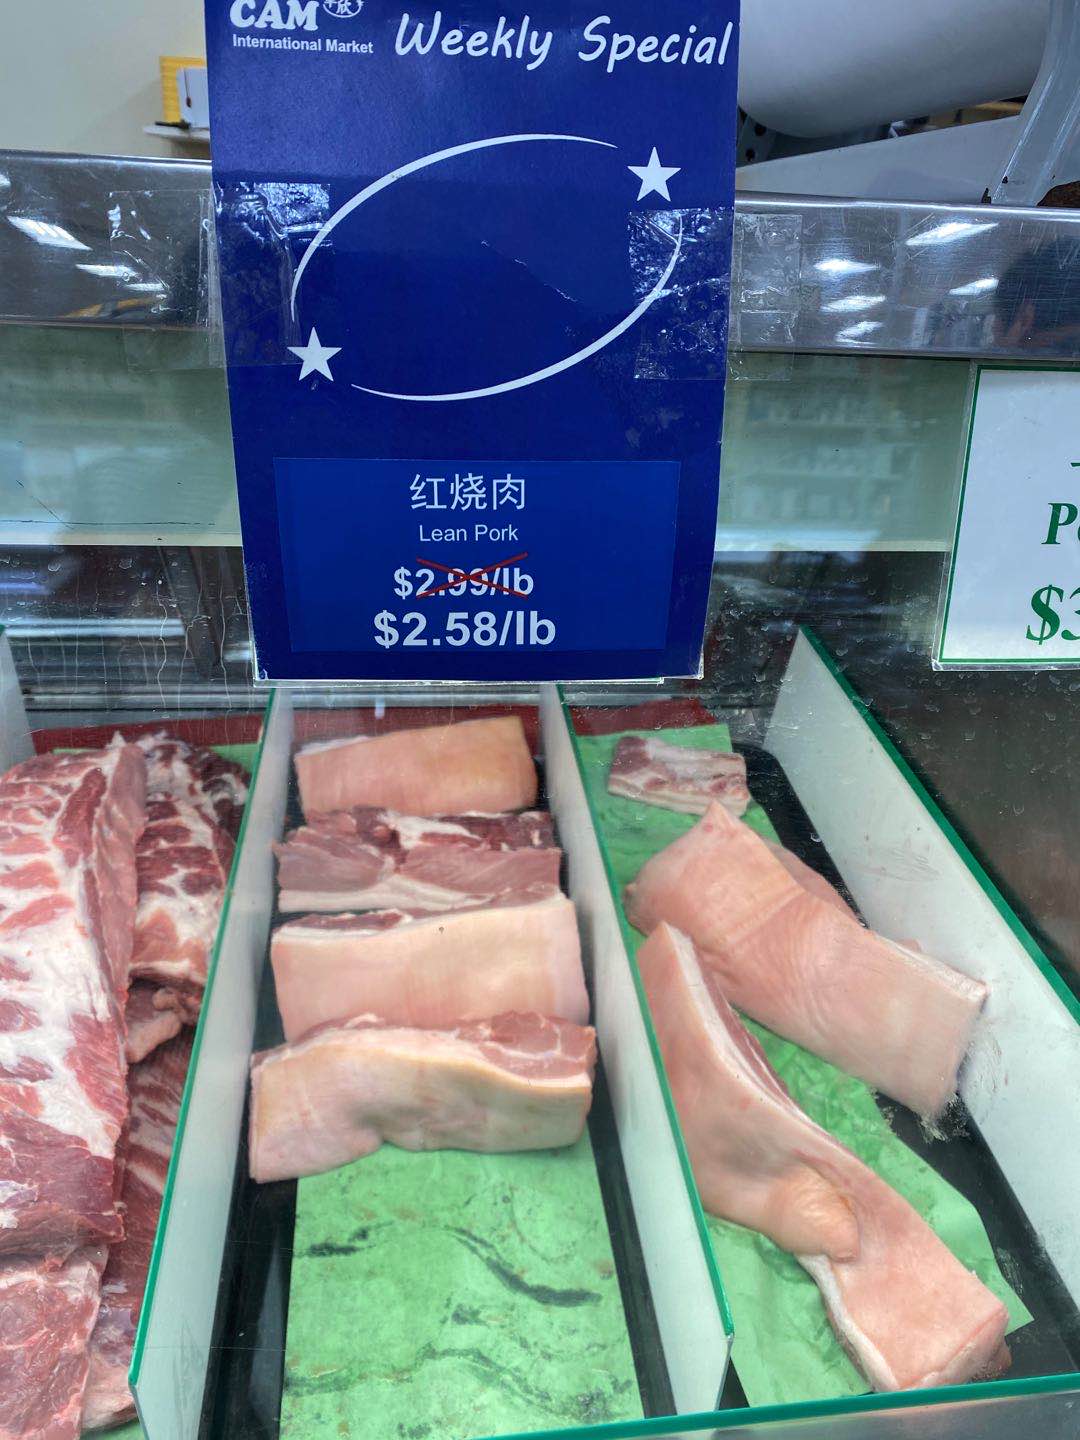 CAM
International Market
Weekly Special
红烧肉
Lean Pork
$2.99/lb
$2.58/lb